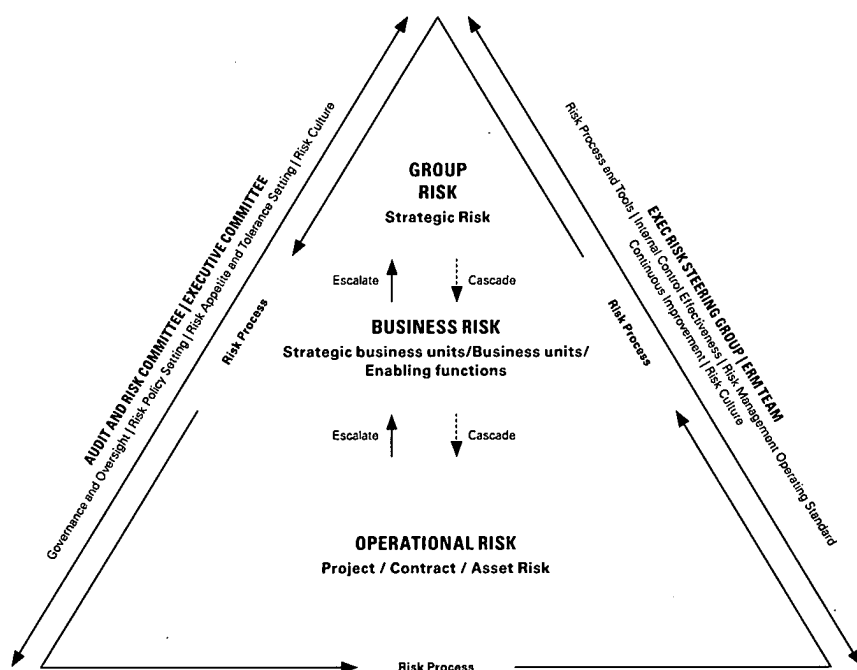 GROUP
RISK
Strategic Risk
Escalate
Cascade
BUSINESS RISK
Strategic business units/Business units/
Enabling functions
Escalate
Cascade
OPERATIONAL RISK
Project / Contract / Asset Risk
AUDIT AND RISK COMMITTEE | EXECUTIVE COMMITTEE
Governance and Oversight | Risk Policy Setting | Risk Appetite and Tolerance Setting | Risk Culture
Risk Process
EXEC RISK STEERING GROUP | ERM TEAM
Risk Process and Tools | Internal Control Effectiveness | Risk Management Operating Standard
Continuous Improvement | Risk Culture
Risk Process
Risk Process